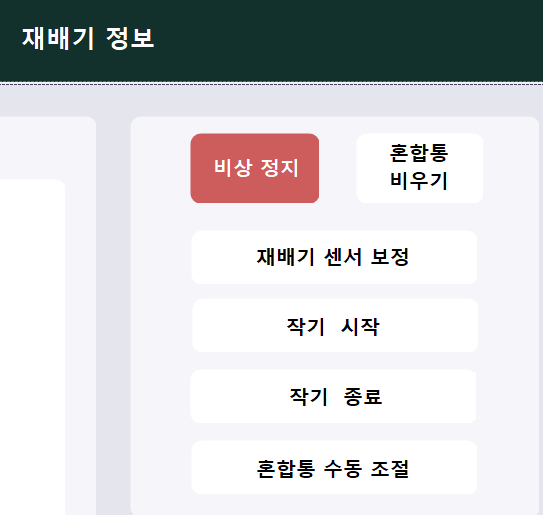 재배기 정보
비상 정지
혼합통
비우기
재배기 센서 보정
작기  시작
작기  종료
혼합통 수동 조절